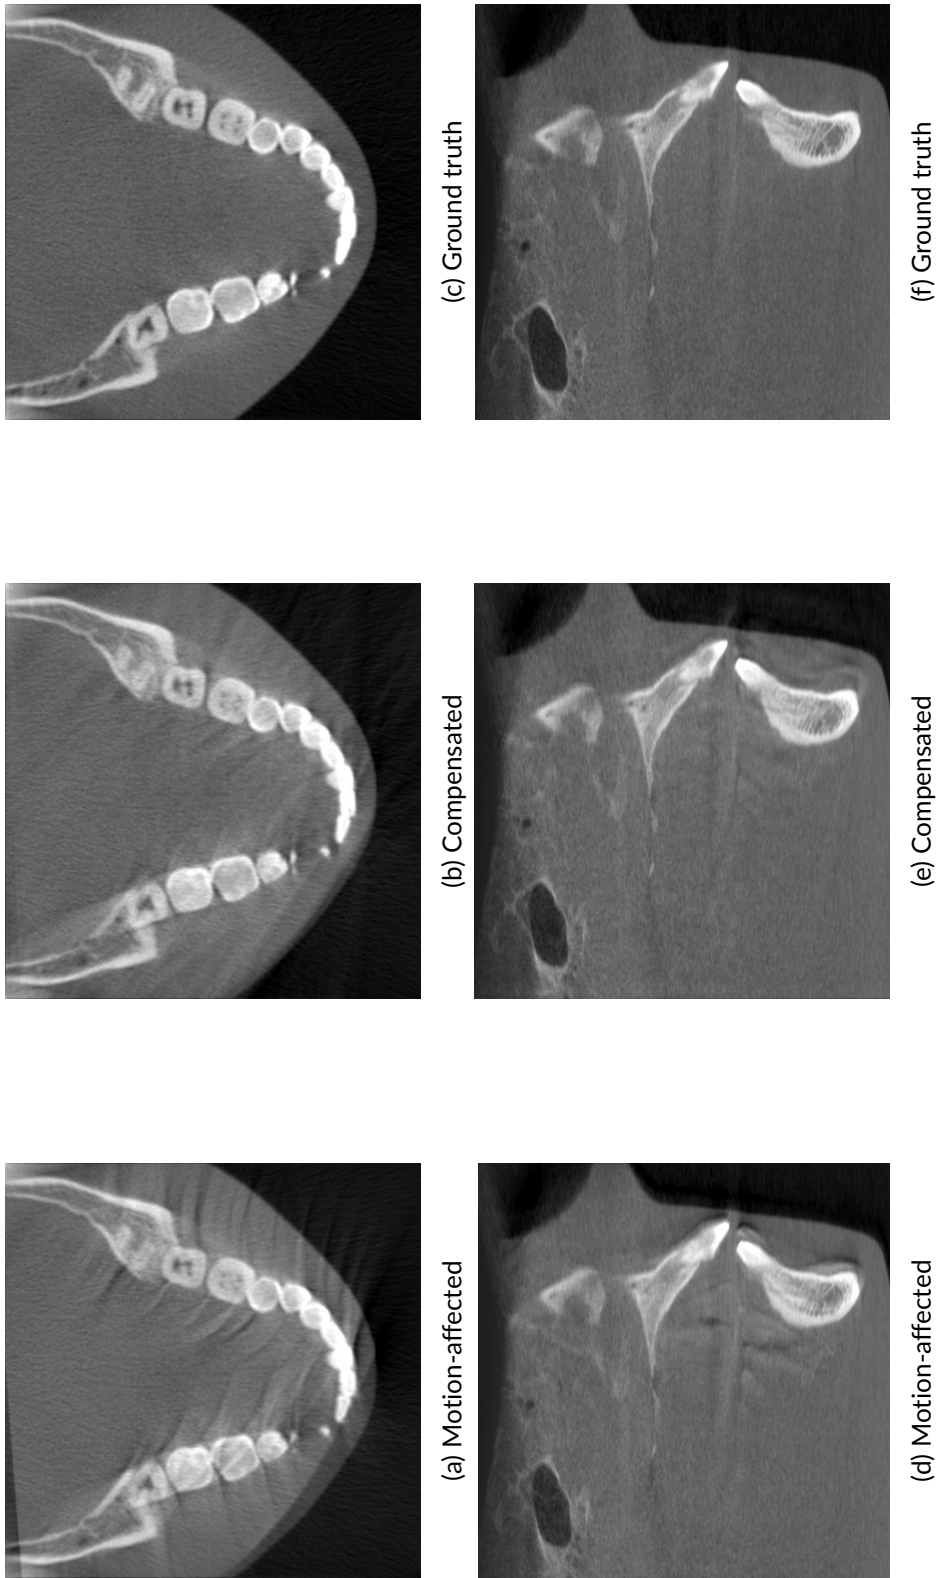 (a) Motion-affected
(b) Compensated
(c) Ground truth
(d) Motion-affected
(e) Compensated
(f) Ground truth